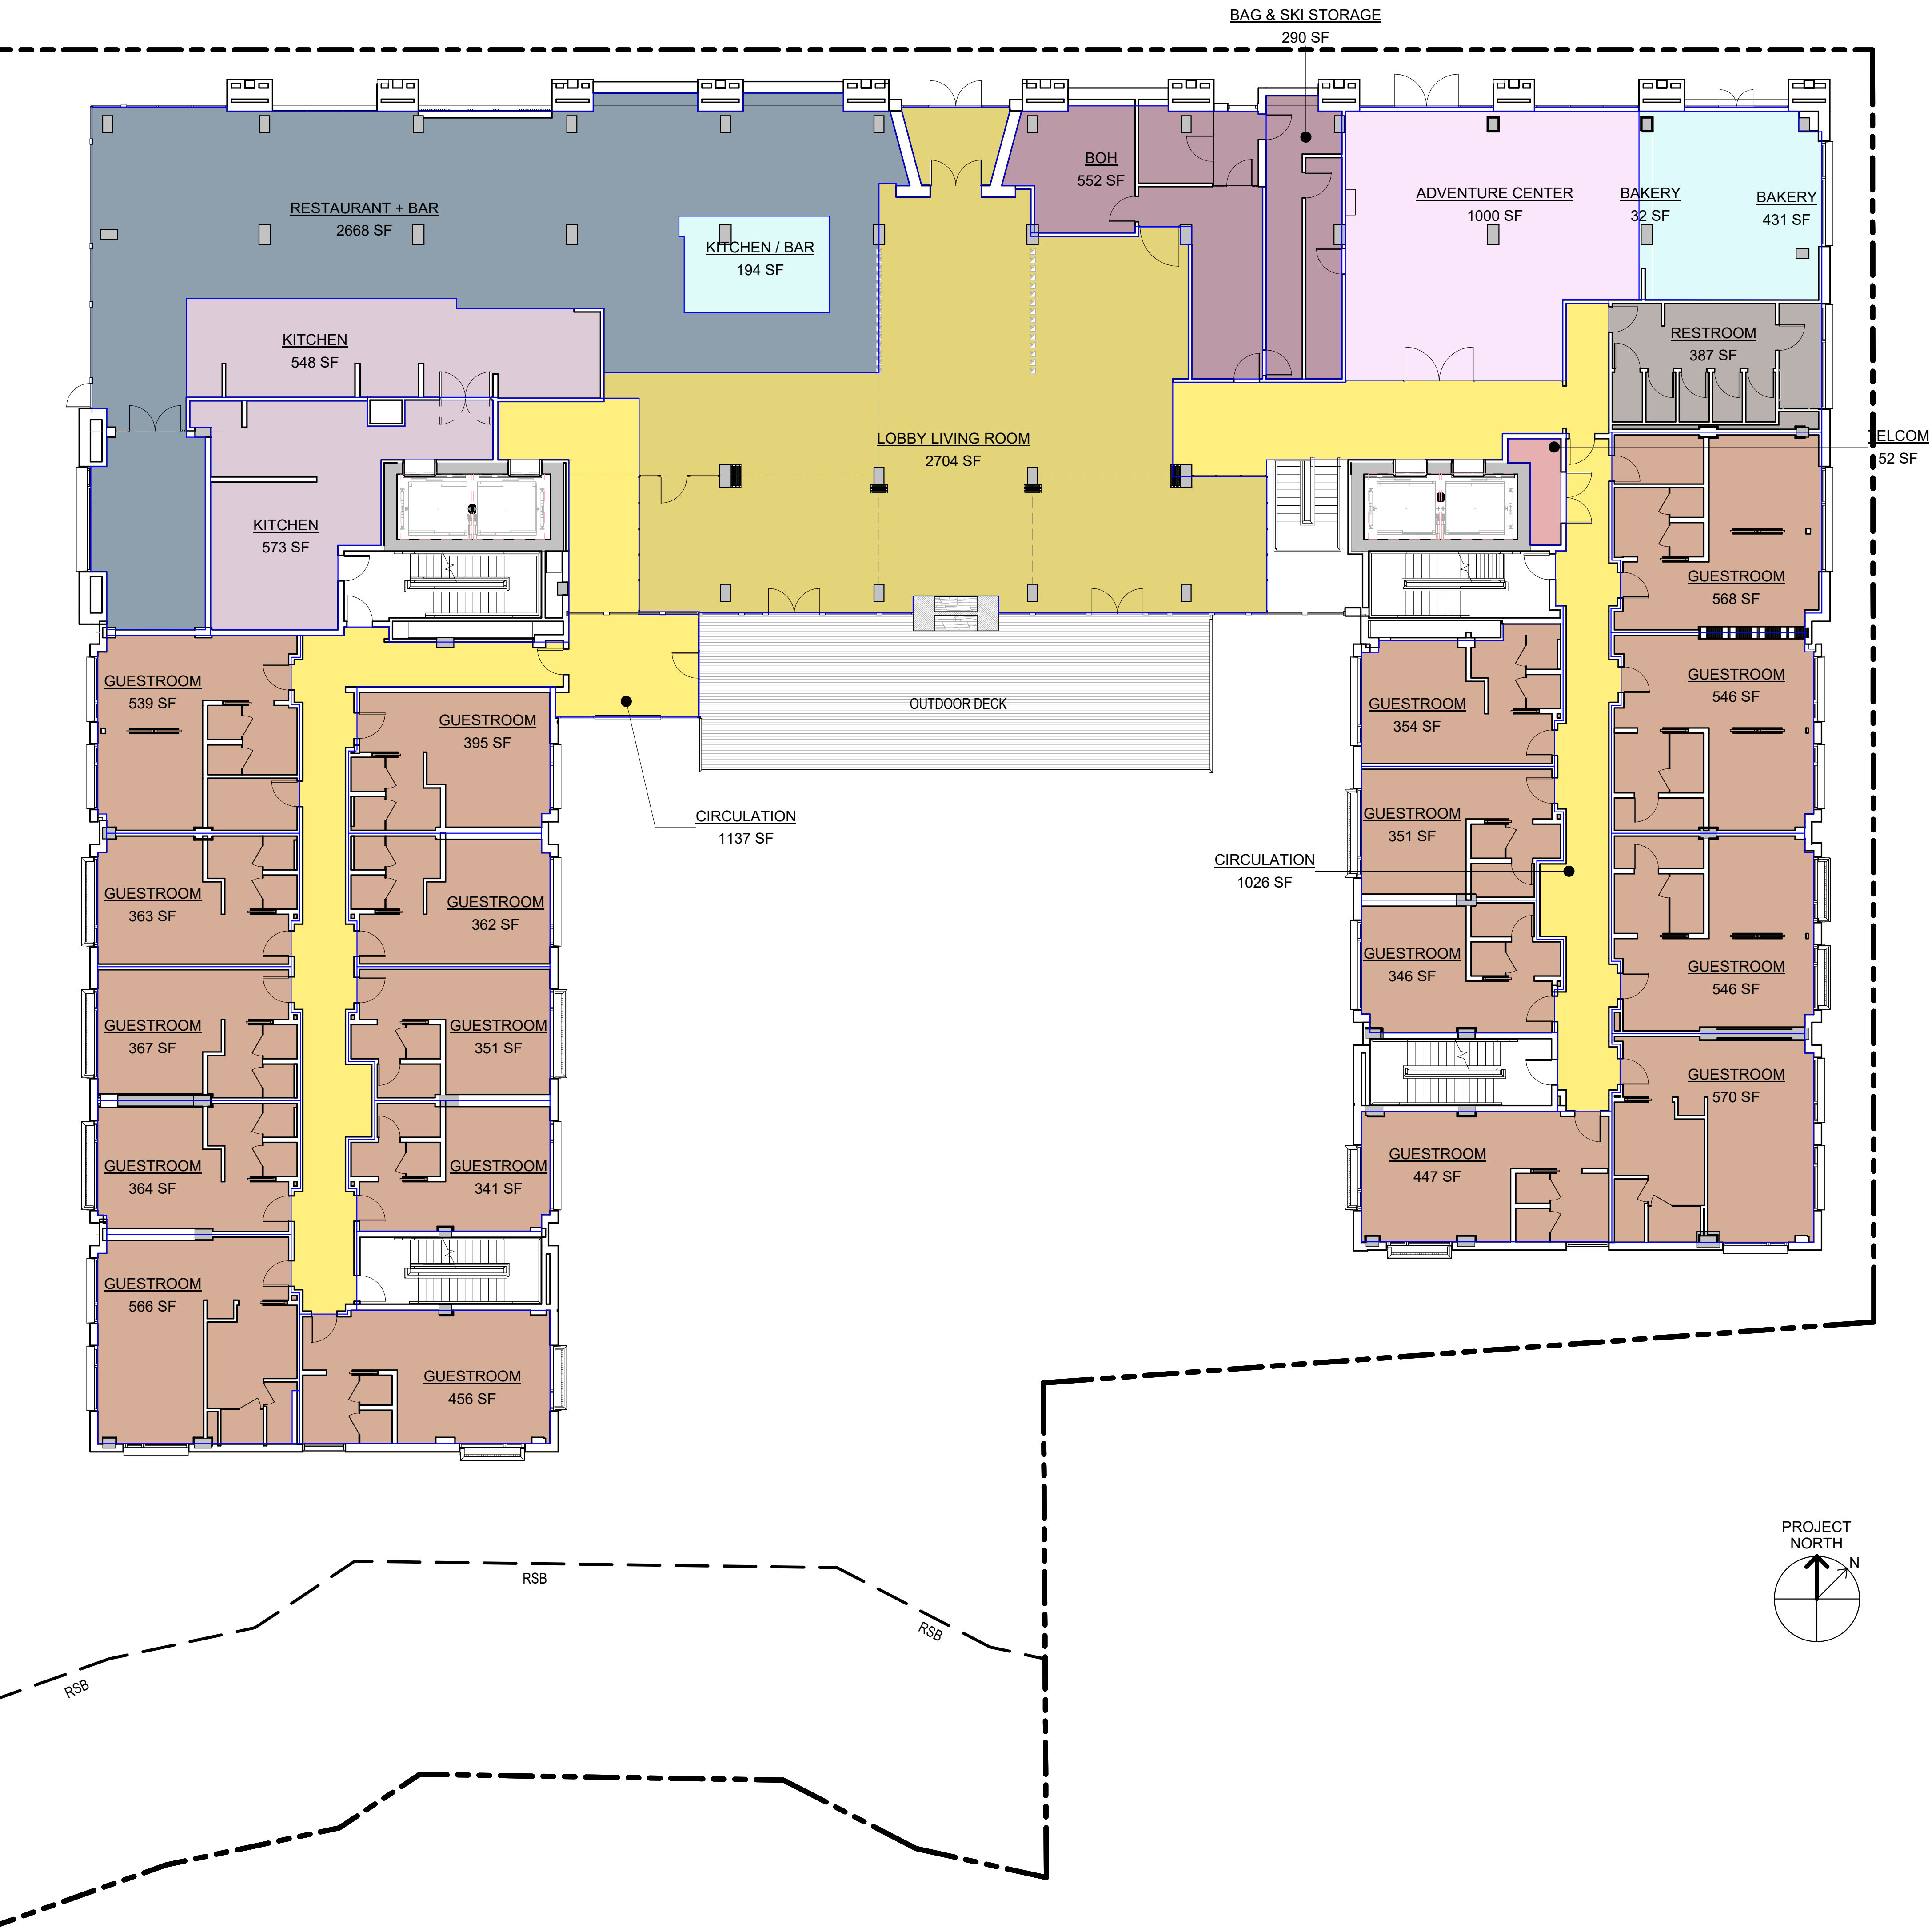 BAG & SKI STORAGE
290 SF
BOH
552 SF
RESTAURANT + BAR
2668 SF
KITCHEN / BAR
194 SF
ADVENTURE CENTER
1000 SF
BAKERY
32 SF
BAKERY
431 SF
KITCHEN
548 SF
RESTROOM
387 SF
LOBBY LIVING ROOM
2704 SF
TELCOM
52 SF
KITCHEN
573 SF
GUESTROOM
568 SF
GUESTROOM
539 SF
GUESTROOM
395 SF
OUTDOOR DECK
GUESTROOM
354 SF
GUESTROOM
546 SF
CIRCULATION
1137 SF
GUESTROOM
351 SF
CIRCULATION
1026 SF
GUESTROOM
363 SF
GUESTROOM
362 SF
GUESTROOM
346 SF
GUESTROOM
546 SF
GUESTROOM
367 SF
GUESTROOM
351 SF
GUESTROOM
570 SF
GUESTROOM
364 SF
GUESTROOM
341 SF
GUESTROOM
447 SF
GUESTROOM
566 SF
GUESTROOM
456 SF
PROJECT
NORTH
N
RSB
RSB
RSB